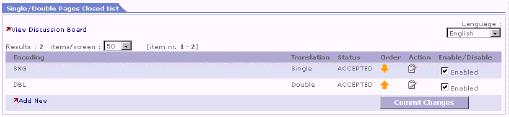 Single/Double Pages Closed List
Language :
View Discussion Board
English
Results : 2 items/screen : 50 [item nr. 1 - 2]
Encoding Translation Status Order Action Enable/Disable
SNG Single ACCEPTED Enabled
DBL Double ACCEPTED Enabled
Add New Commit Changes